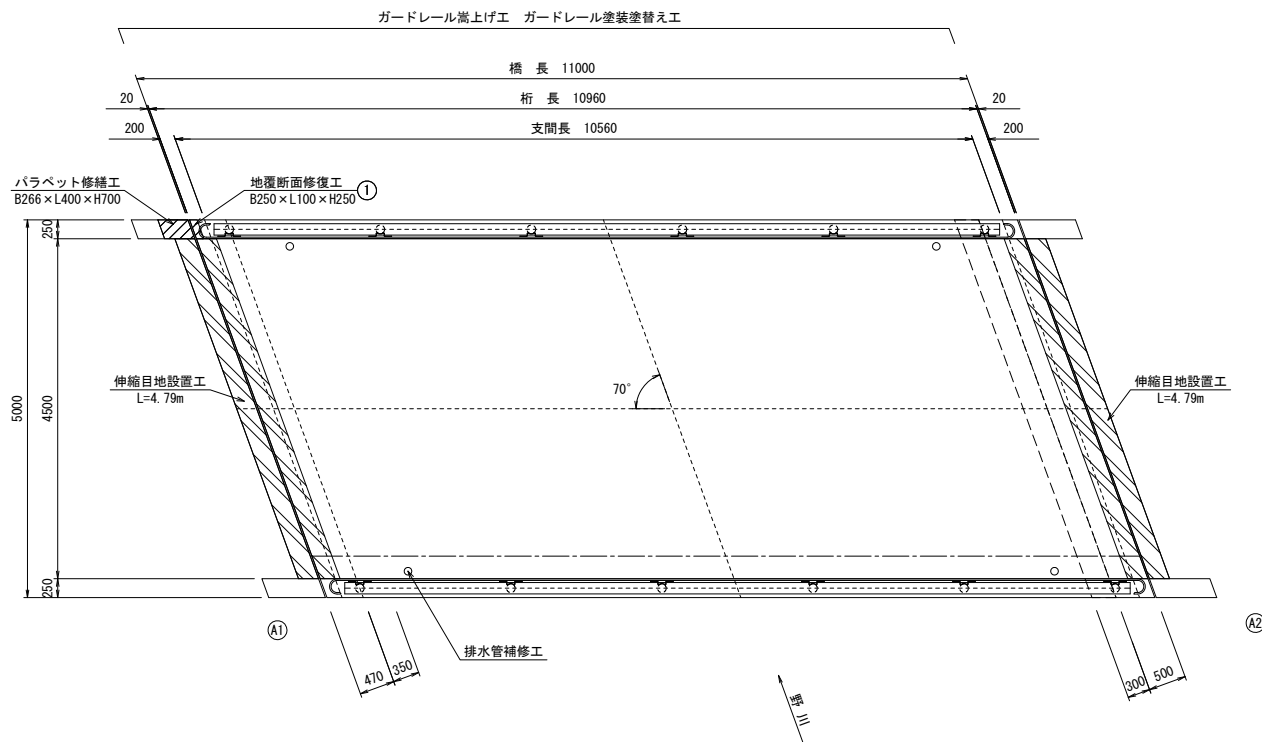 ガードレール嵩上げ工　ガードレール塗装塗替え工
橋　長　11000
20
桁　長　10960
20
200
支間長　10560
200
パラペット修繕工
B266×L400×H700
地覆断面修復工
B250×L100×H250
①
250
5000
4500
250
伸縮目地設置工
L=4.79m
70°
伸縮目地設置工
L=4.79m
A1
A2
排水管補修工
470
350
300
500
野川